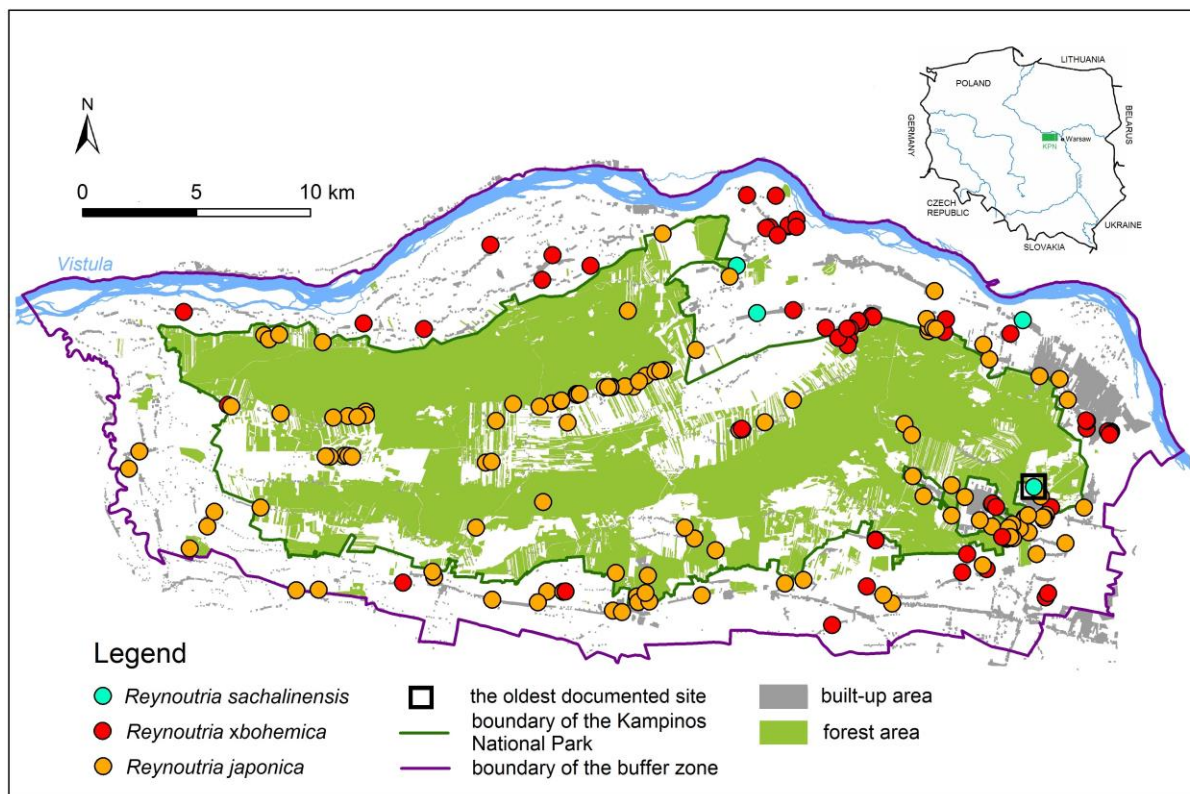 N
0 5 10 km
Vistula
POLAND
LITHUANIA
GERMANY
BELARUS
Warsaw
KPN
CZECH
REPUBLIC
UKRAINE
SLOVAKIA
Legend
Reynoutria sachalinensis
Reynoutria xbohemica
Reynoutria japonica
the oldest documented site
boundary of the Kampinos
National Park
boundary of the buffer zone
built-up area
forest area